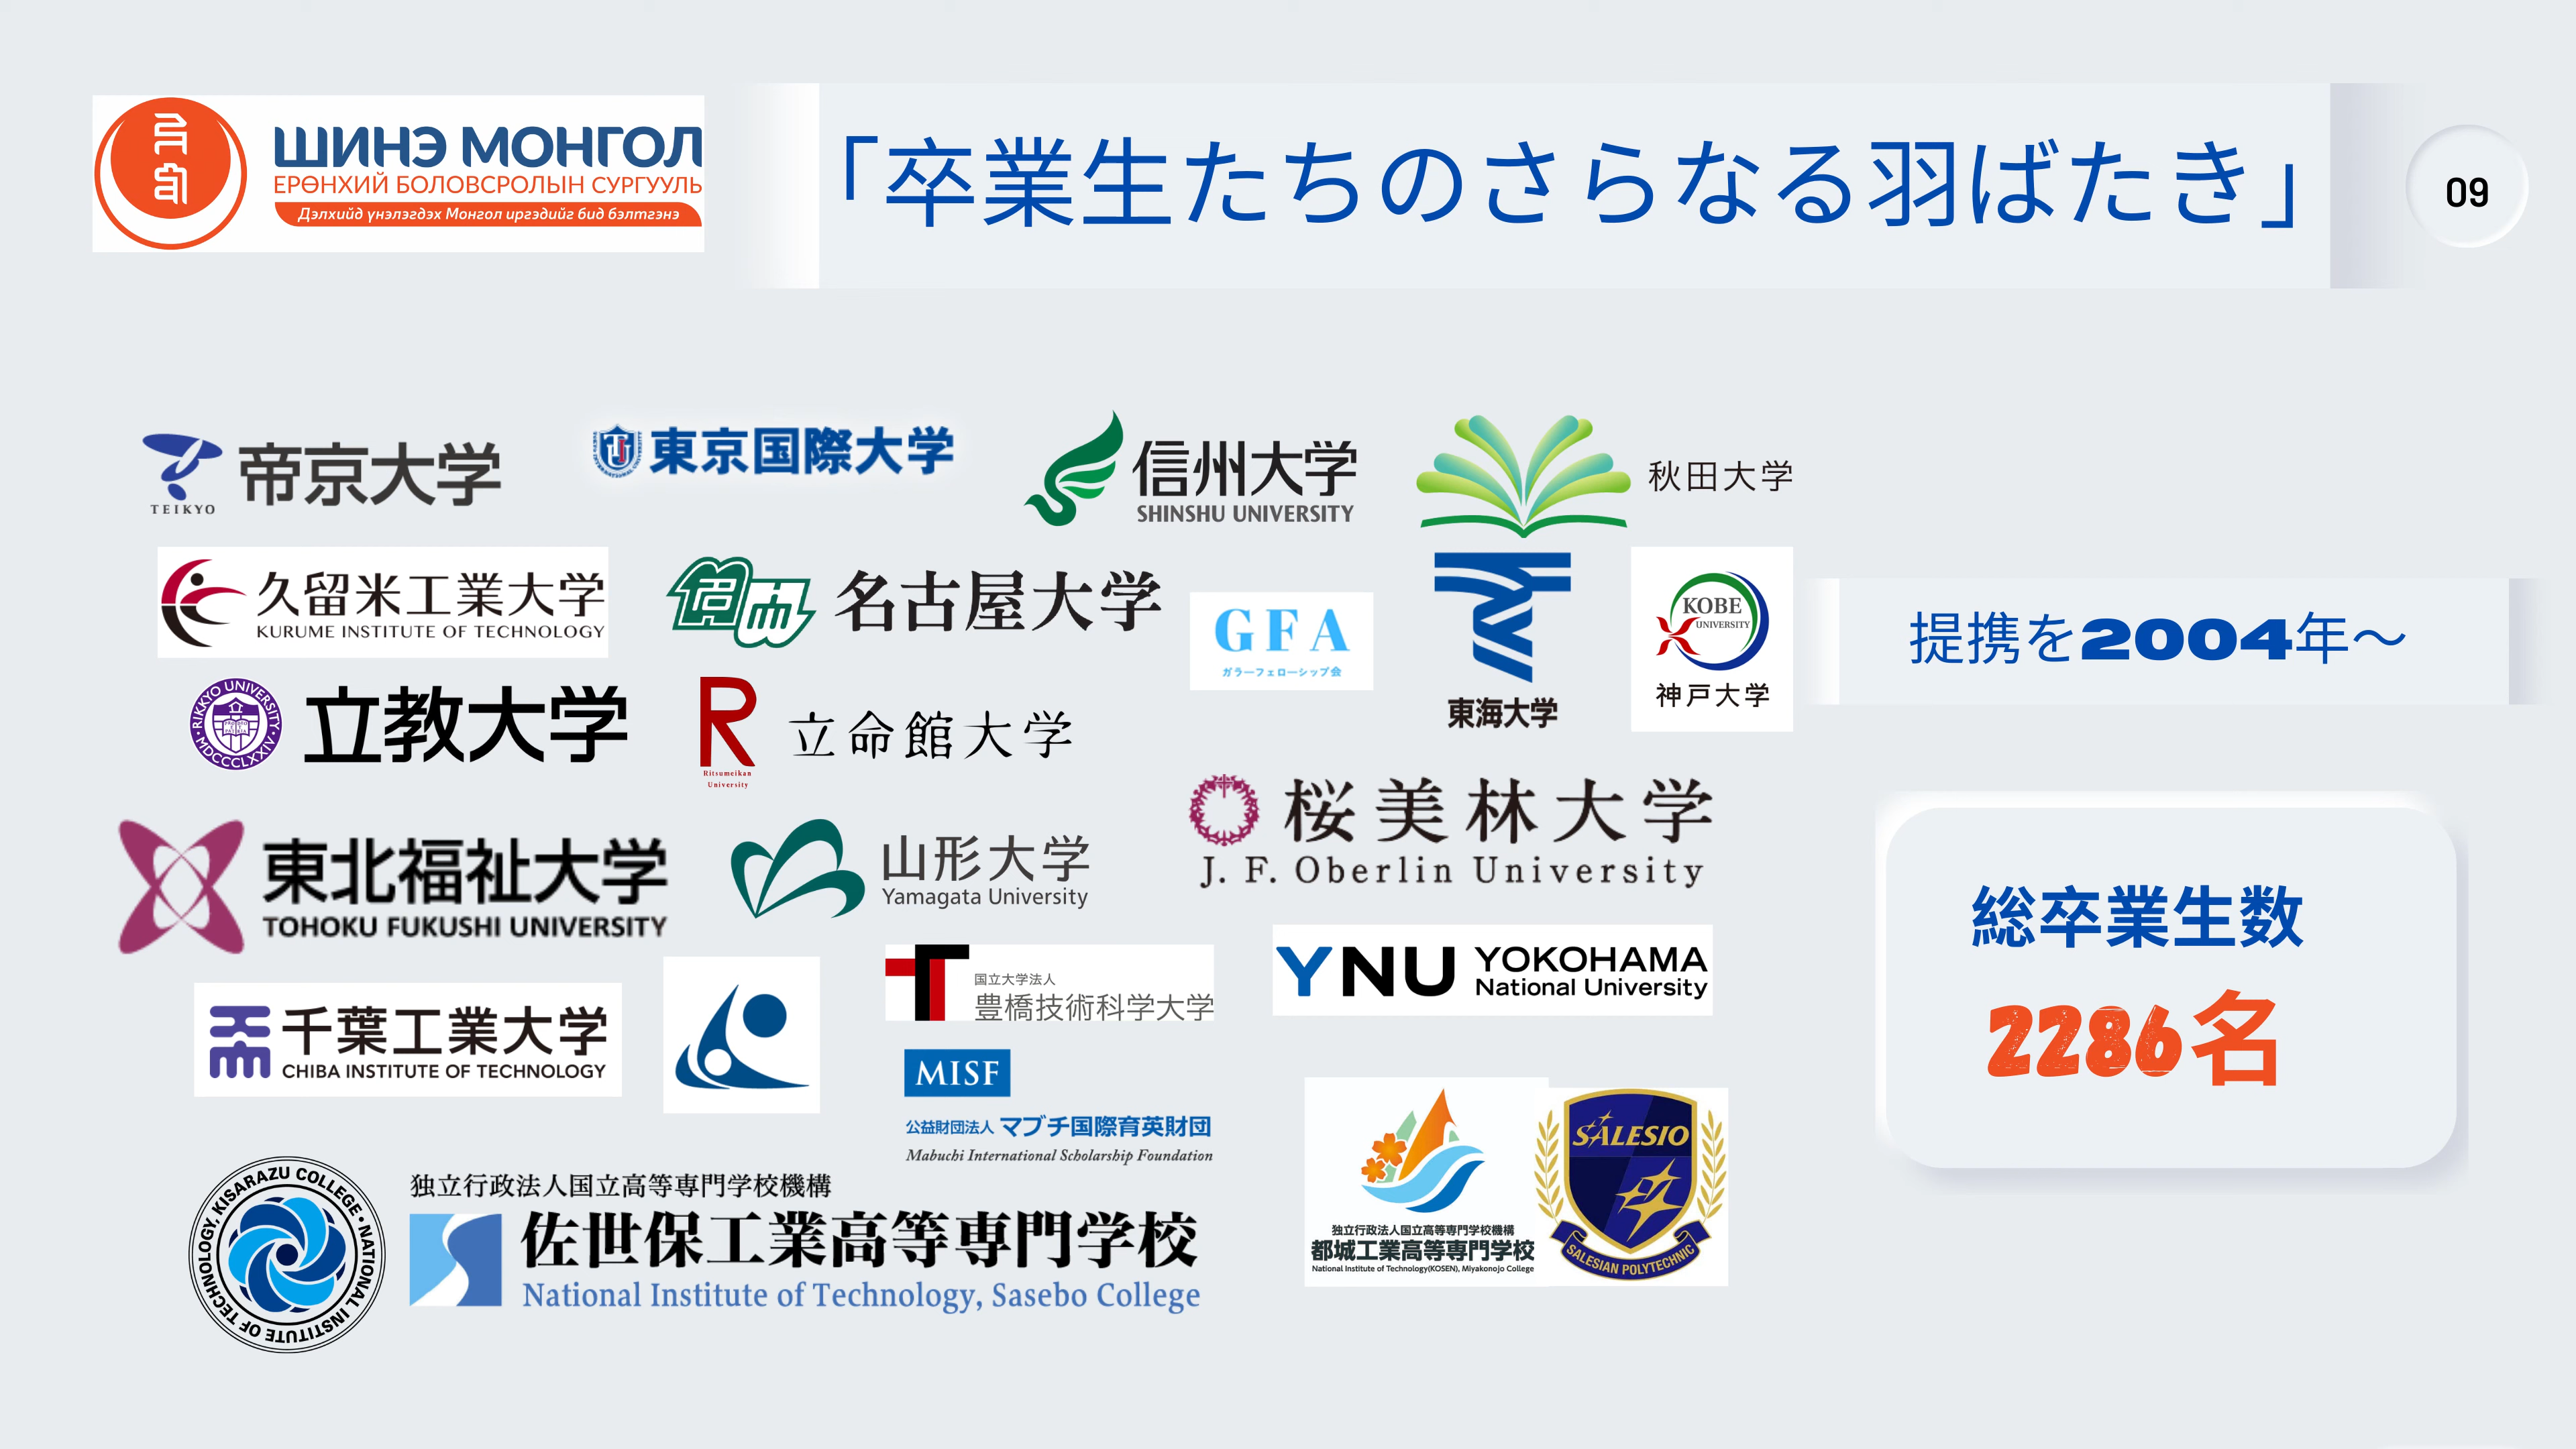 ШИНЭ МОНГОЛ
ЕРӨНХИЙ БОЛОВСРОЛЫН СУРГУУЛЬ
Дэлхийд үнэлэгдэх Монгол иргэдийг бид бэлтгэнэ
「卒業生たちのさらなる羽ばたき」
09
TEIKYO
帝京大学
東京国際大学
信州大学
SHINSHU UNIVERSITY
秋田大学
久留米工業大学
KURUME INSTITUTE OF TECHNOLOGY
名古屋大学
GFA
ガラーフェローシップ会
東海大学
KOBE
UNIVERSITY
神戸大学
提携を2004年〜
RIKKYO UNIVERSITY
MDCCCLXXIV
立教大学
R
Ritsumeikan
University
立命館大学
東北福祉大学
TOHOKU FUKUSHI UNIVERSITY
山形大学
Yamagata University
桜美林大学
J. F. Oberlin University
総卒業生数
2286名
千葉工業大学
CHIBA INSTITUTE OF TECHNOLOGY
国立大学法人
豊橋技術科学大学
YNU YOKOHAMA
National University
MISF
公益財団法人 マブチ国際育英財団
Mabuchi International Scholarship Foundation
NATIONAL INSTITUTE OF TECHNOLOGY, KISARAZU COLLEGE
独立行政法人国立高等専門学校機構
佐世保工業高等専門学校
National Institute of Technology, Sasebo College
独立行政法人国立高等専門学校機構
都城工業高等専門学校
National Institute of Technology(KOSEN), Miyakonojo College
SALESIO
SALESIAN POLYTECHNIC